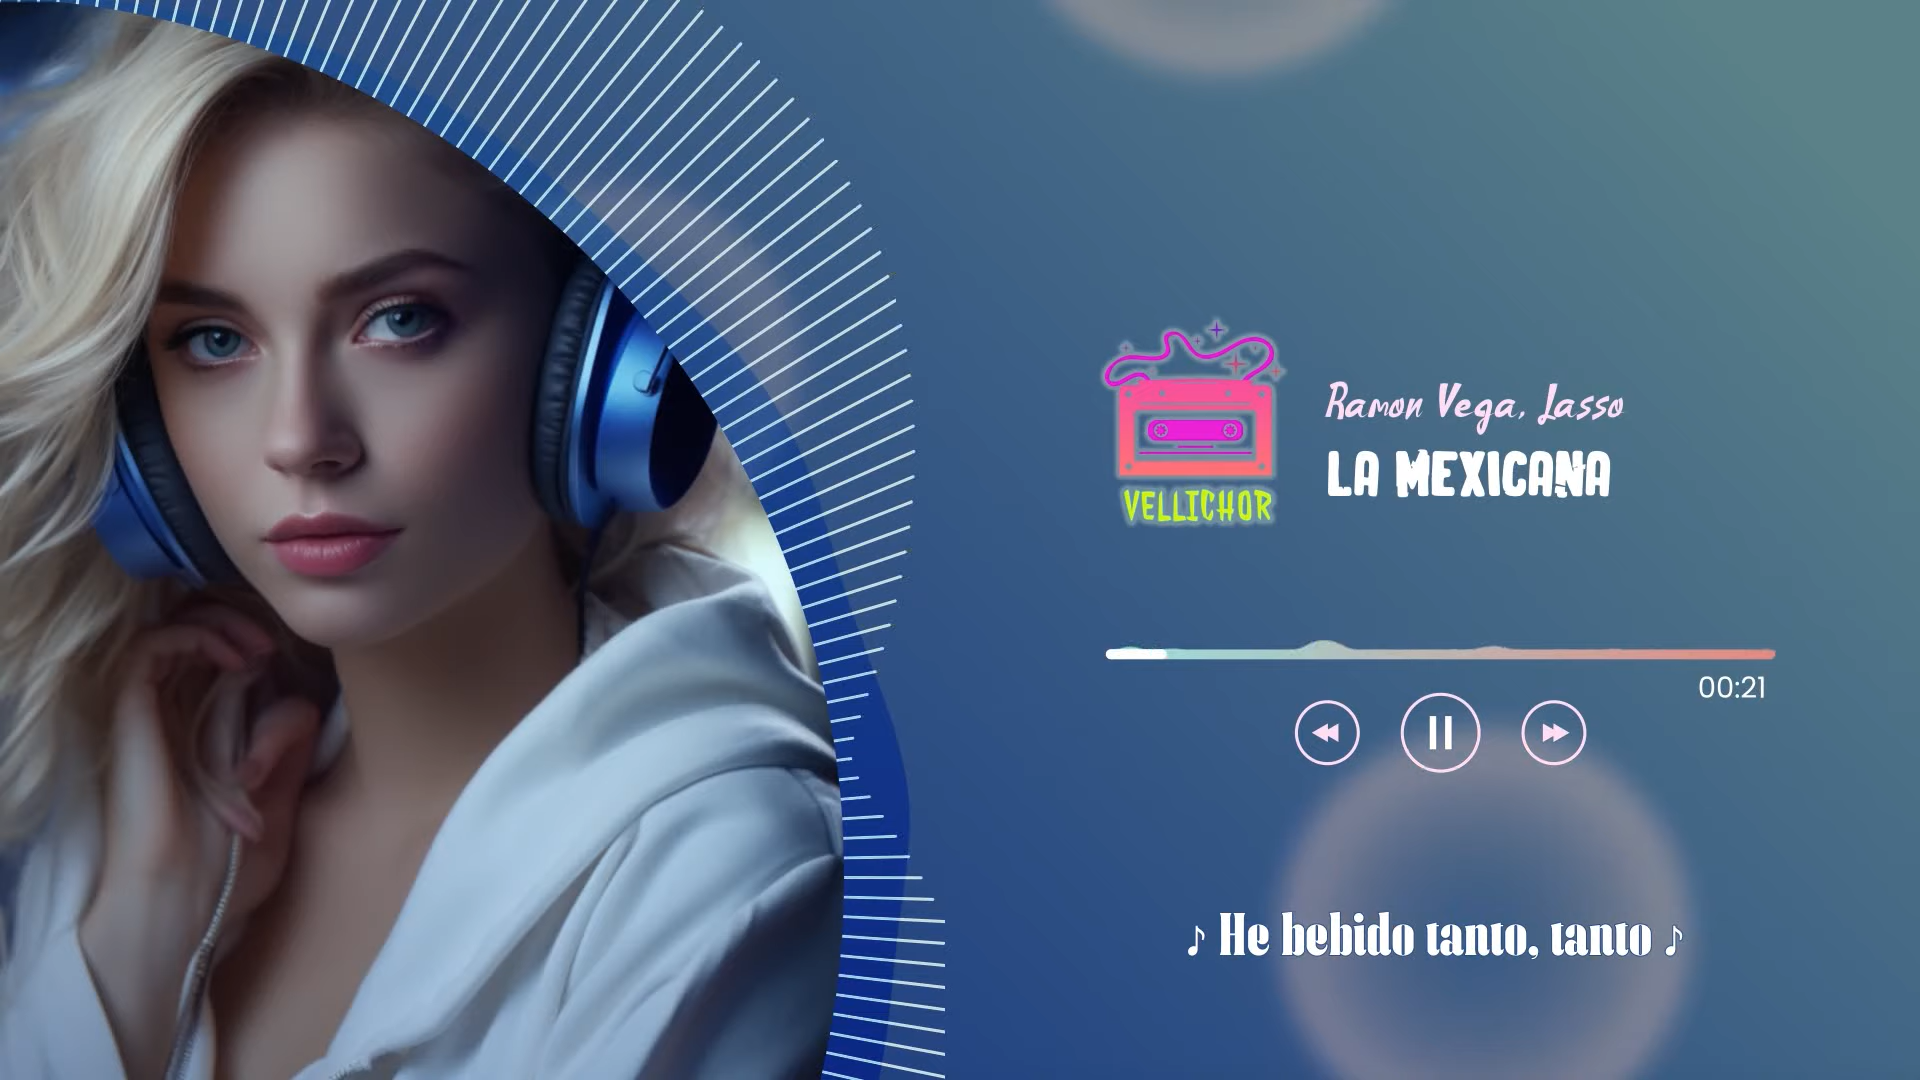 Ramon Vega, Lasso
LA MEXICANA
VELLICHOR
00:21
♪ He bebido tanto, tanto ♪